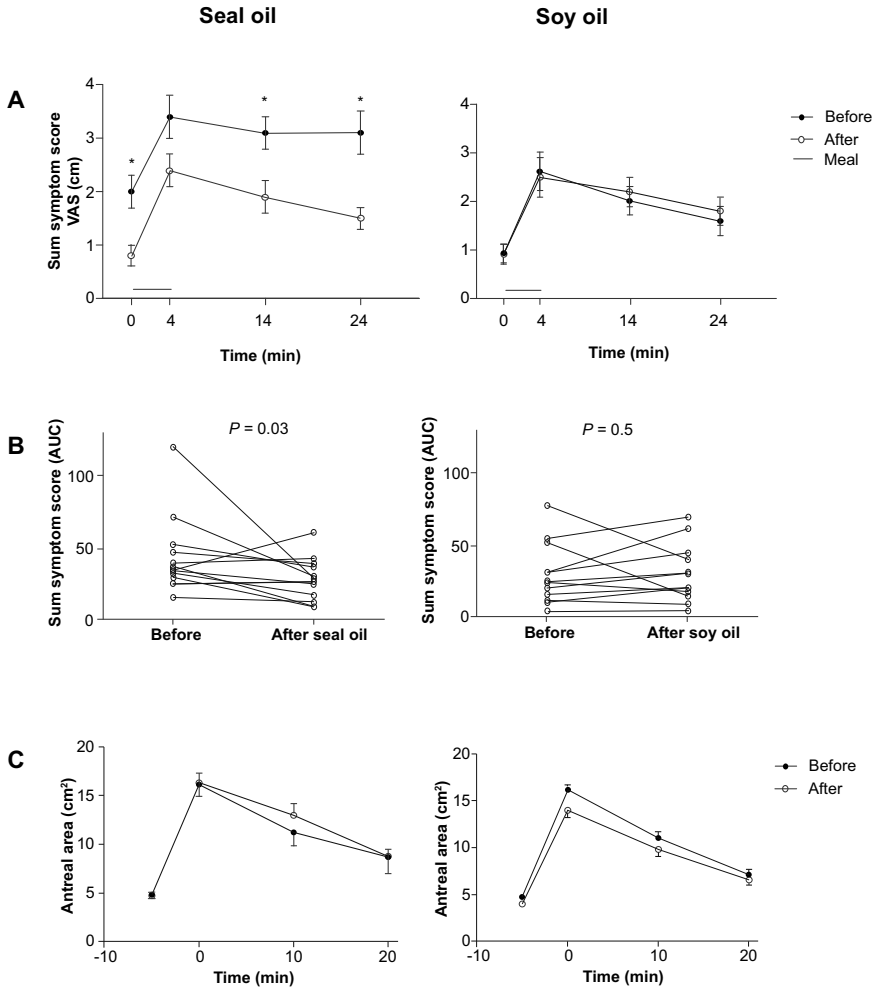 Seal oil
Soy oil
A
Sum symptom score
VAS (cm)
4
3
2
1
0
*
*
*
0 4 14 24
Time (min)
4
3
2
1
0
0 4 14 24
Time (min)
Before
After
Meal
B
Sum symptom score (AUC)
100
50
0
P = 0.03
Before
After seal oil
Sum symptom score (AUC)
100
50
0
P = 0.5
Before
After soy oil
C
Antreal area (cm²)
20
15
10
5
0
-10 0 10 20
Time (min)
Antreal area (cm²)
20
15
10
5
0
-10 0 10 20
Time (min)
Before
After